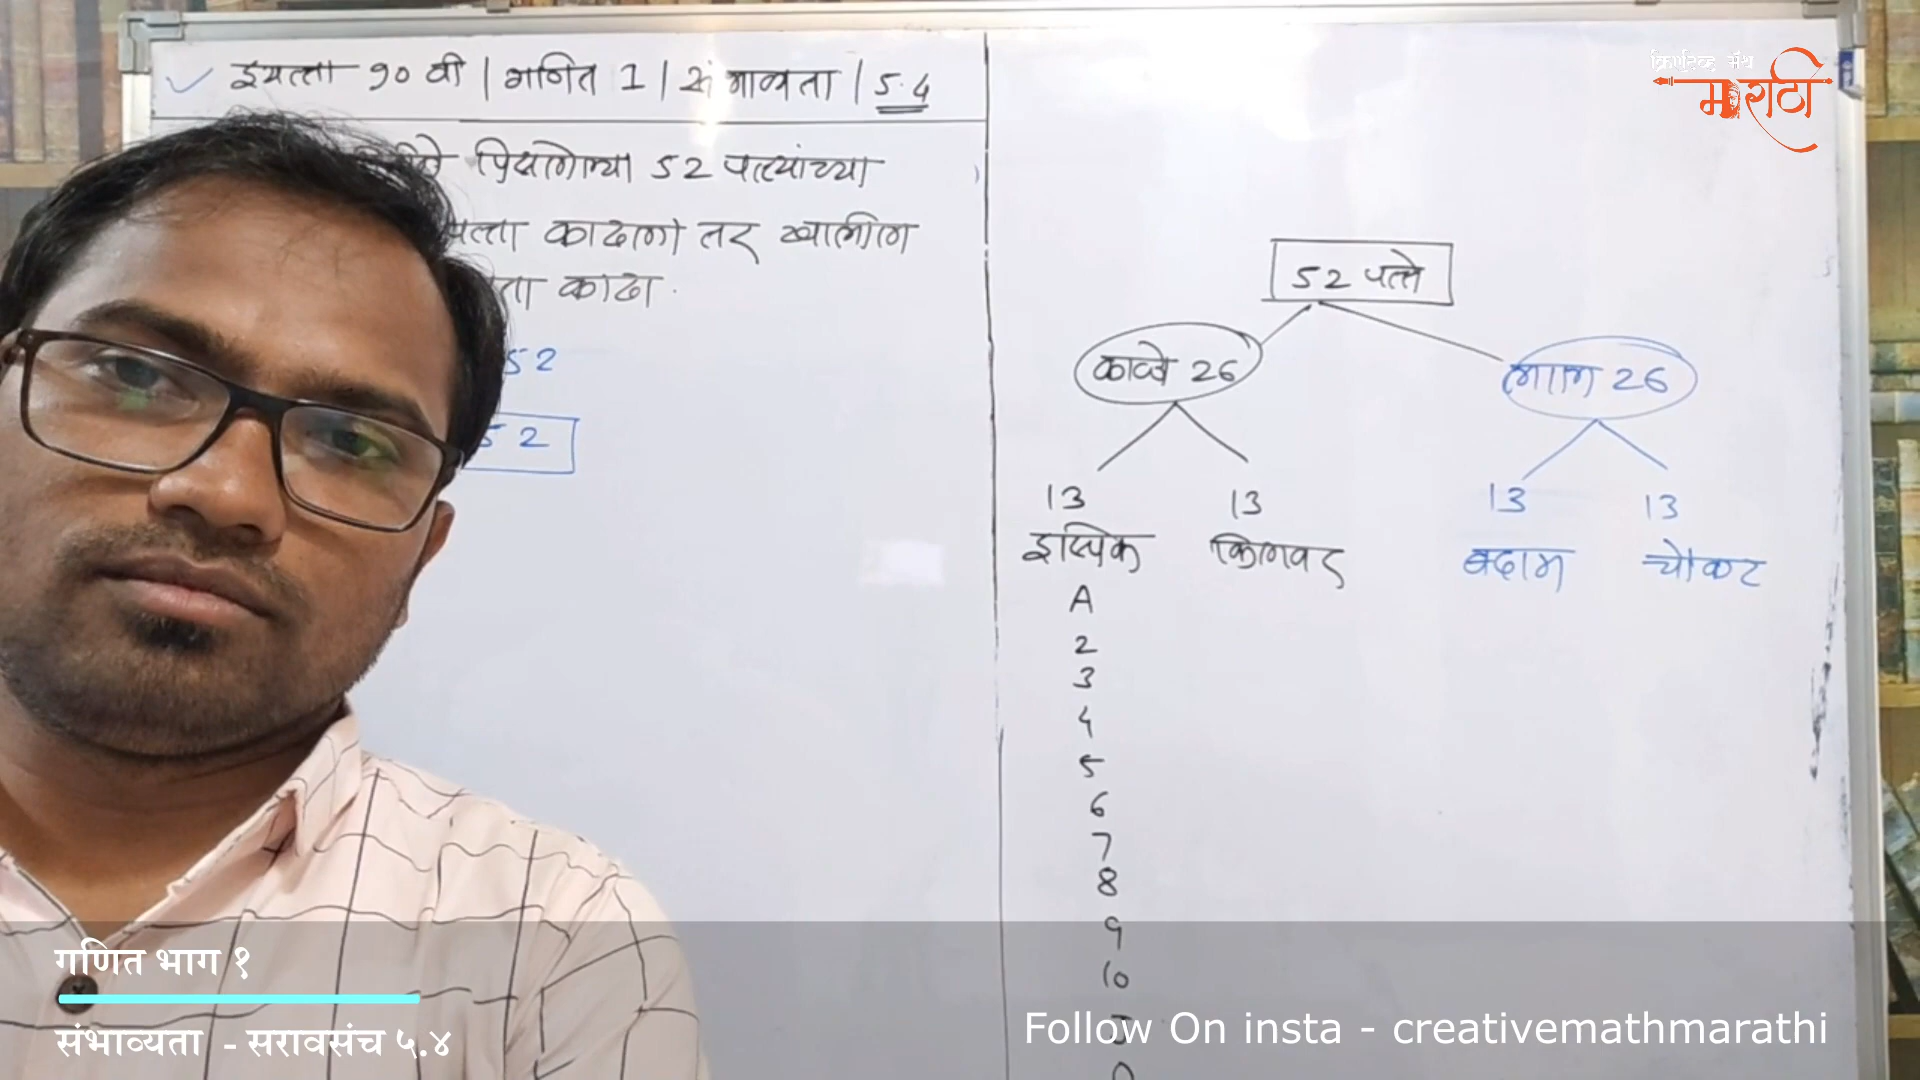 इयत्ता १० वी | गणित 1 | संभाव्यता | 5.4
पिसलेल्या 52 पत्त्यांच्या
पत्ता काढला तर खालील
काढा.
52
52
52 पत्ते
काळे 26
लाल 26
13 13 13 13
इस्पिक किलवर बदाम चौकट
A
2
3
4
5
6
7
8
9
10
क्रिएटिव्ह मॅथ
मराठी
गणित भाग १
संभाव्यता - सरावसंच ५.४
Follow On insta - creativemathmarathi